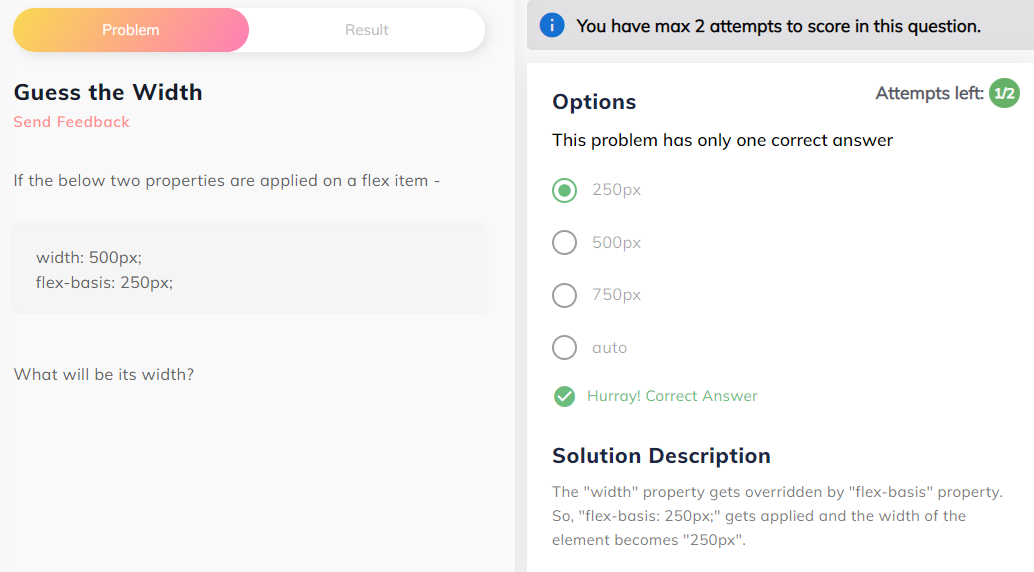 Problem
Result
Guess the Width
Send Feedback
If the below two properties are applied on a flex item -
width: 500px;
flex-basis: 250px;
What will be its width?
You have max 2 attempts to score in this question.
Attempts left: 1/2
Options
This problem has only one correct answer
250px
500px
750px
auto
Hurray! Correct Answer
Solution Description
The "width" property gets overridden by "flex-basis" property.
So, "flex-basis: 250px;" gets applied and the width of the
element becomes "250px".